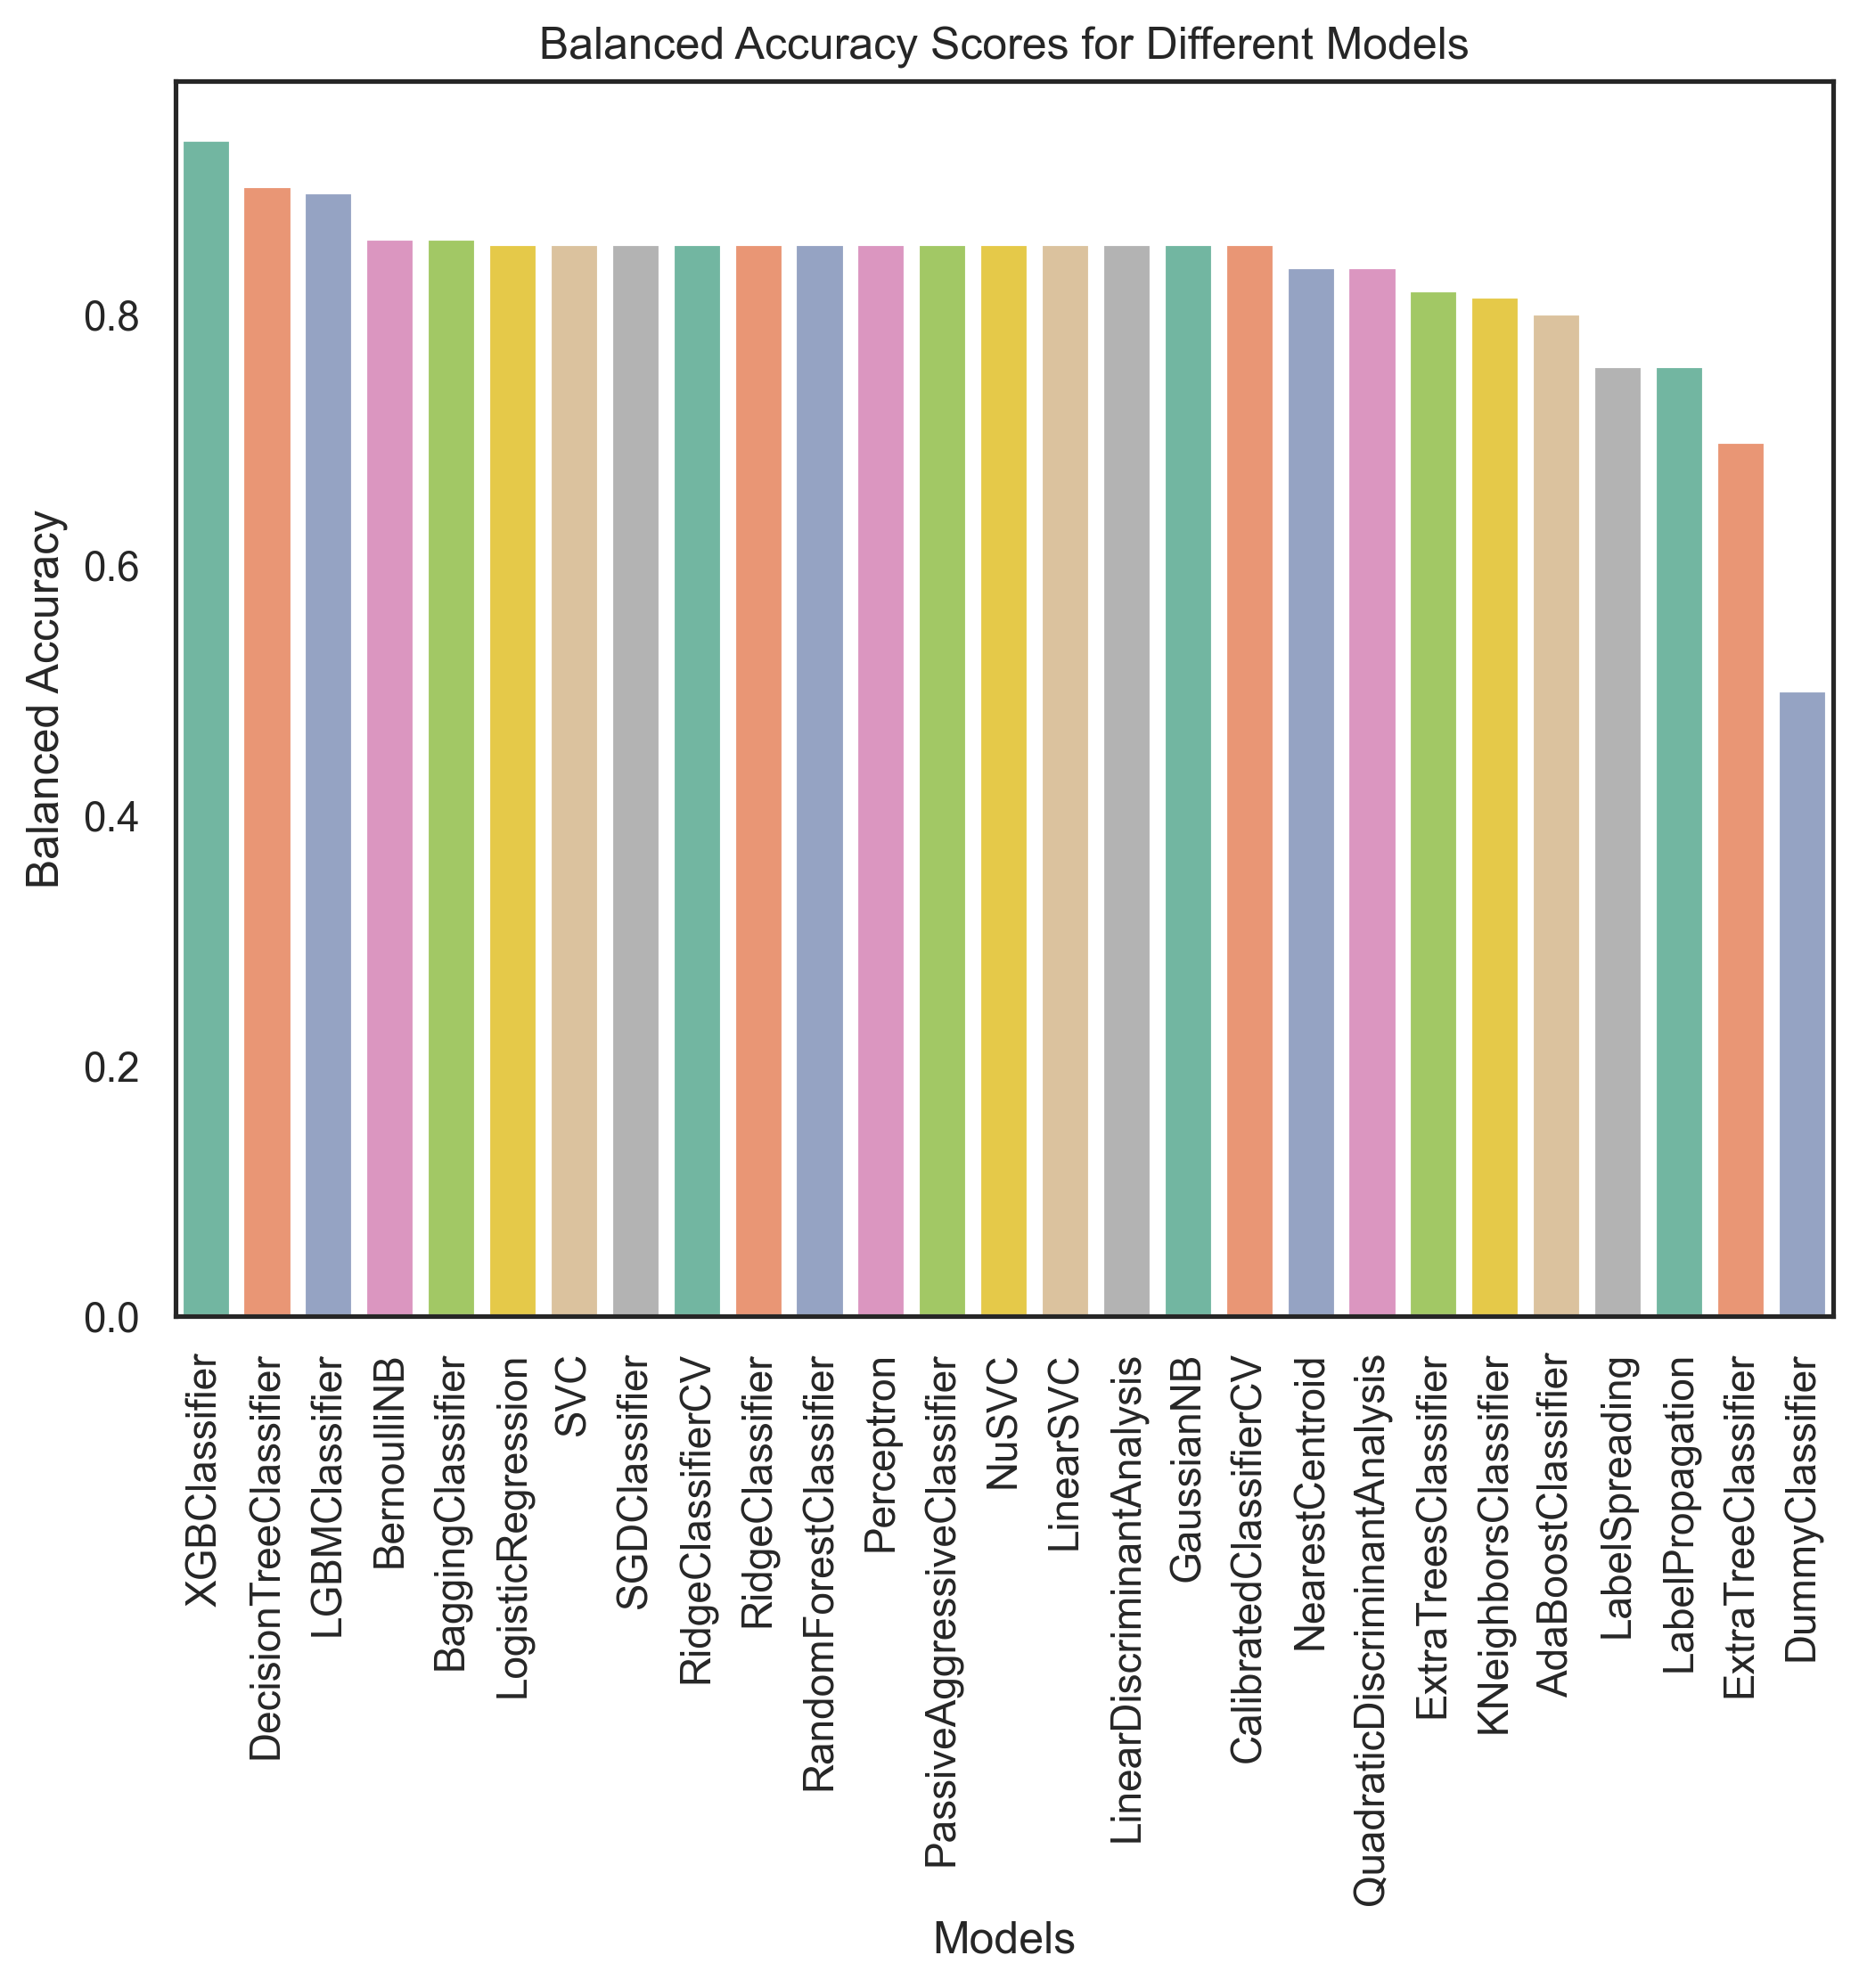 Balanced Accuracy Scores for Different Models
Balanced Accuracy
0.8
0.6
0.4
0.2
0.0
XGBClassifier
DecisionTreeClassifier
LGBMClassifier
BernoulliNB
BaggingClassifier
LogisticRegression
SVC
SGDClassifier
RidgeClassifierCV
RidgeClassifier
RandomForestClassifier
Perceptron
PassiveAggressiveClassifier
NuSVC
LinearSVC
LinearDiscriminantAnalysis
GaussianNB
CalibratedClassifierCV
NearestCentroid
QuadraticDiscriminantAnalysis
ExtraTreesClassifier
KNeighborsClassifier
AdaBoostClassifier
LabelSpreading
LabelPropagation
ExtraTreeClassifier
DummyClassifier
Models